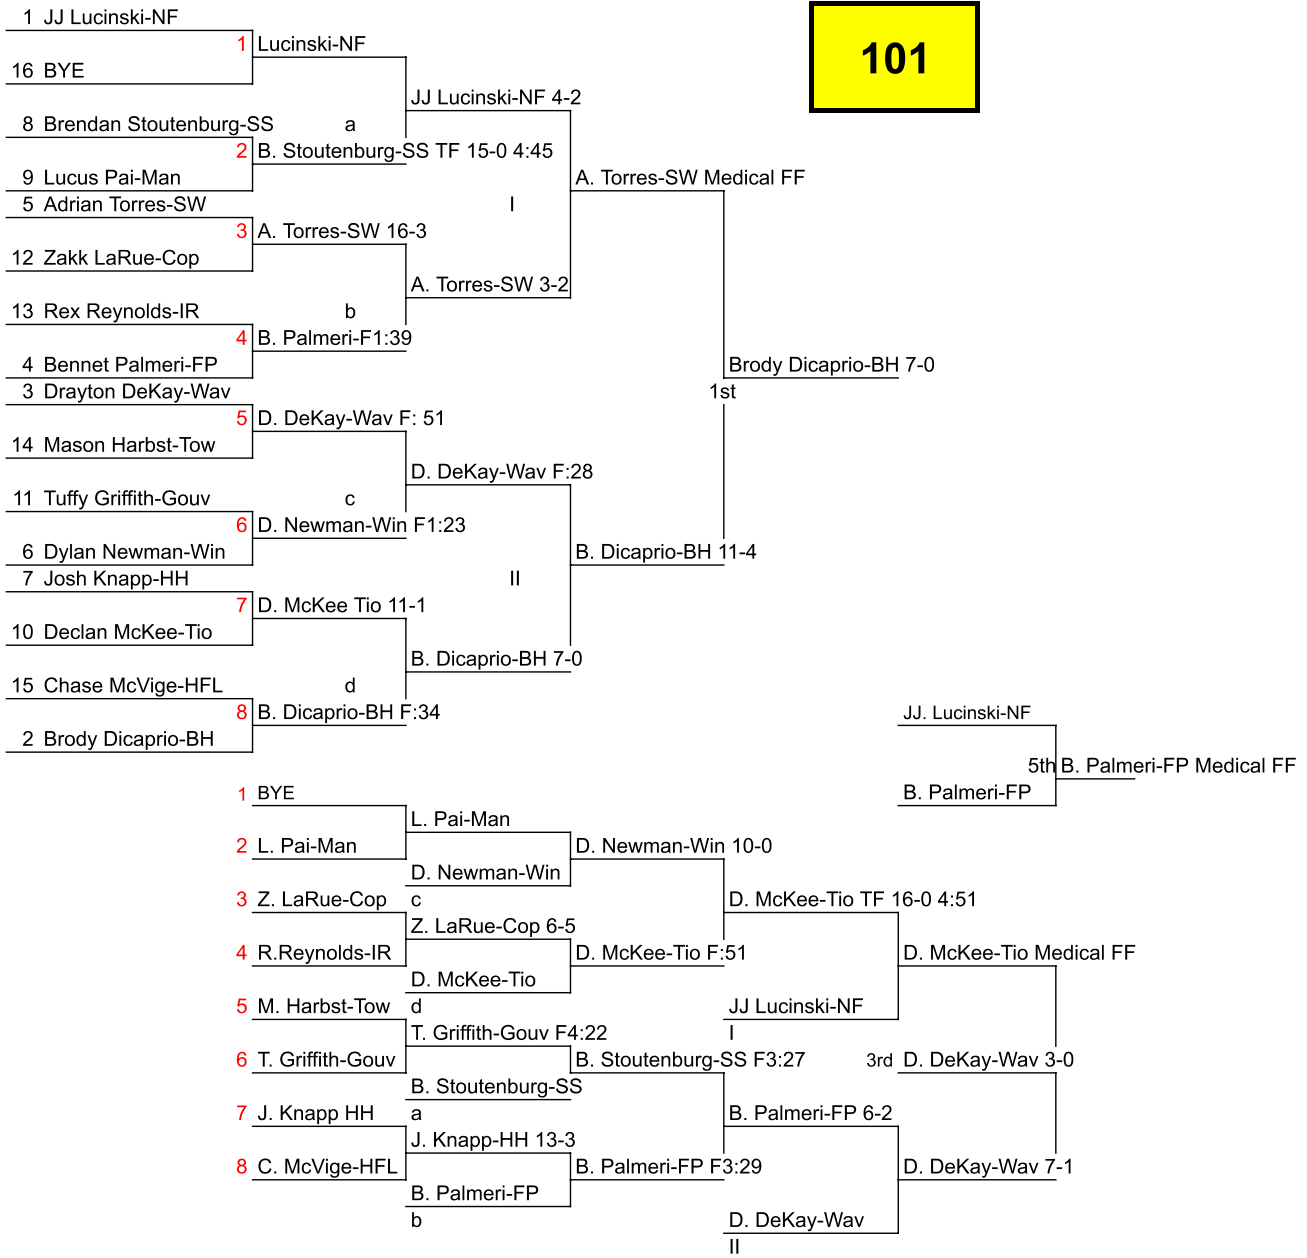 1 JJ Lucinski-NF
101
1 Lucinski-NF
16 BYE
JJ Lucinski-NF 4-2
8 Brendan Stoutenburg-SS a
2 B. Stoutenburg-SS TF 15-0 4:45
9 Lucus Pai-Man A. Torres-SW Medical FF
5 Adrian Torres-SW I
3 A. Torres-SW 16-3
12 Zakk LaRue-Cop
A. Torres-SW 3-2
13 Rex Reynolds-IR b
4 B. Palmeri-F1:39
4 Bennet Palmeri-FP Brody Dicaprio-BH 7-0
3 Drayton DeKay-Wav 1st
5 D. DeKay-Wav F: 51
14 Mason Harbst-Tow
D. DeKay-Wav F:28
11 Tuffy Griffith-Gouv c
6 D. Newman-Win F1:23
6 Dylan Newman-Win B. Dicaprio-BH 11-4
7 Josh Knapp-HH II
7 D. McKee Tio 11-1
10 Declan McKee-Tio
B. Dicaprio-BH 7-0
15 Chase McVige-HFL d
8 B. Dicaprio-BH F:34 JJ. Lucinski-NF
2 Brody Dicaprio-BH
5th B. Palmeri-FP Medical FF
1 BYE B. Palmeri-FP
L. Pai-Man
2 L. Pai-Man D. Newman-Win 10-0
D. Newman-Win
3 Z. LaRue-Cop c D. McKee-Tio TF 16-0 4:51
Z. LaRue-Cop 6-5
4 R.Reynolds-IR D. McKee-Tio F:51 D. McKee-Tio Medical FF
D. McKee-Tio
5 M. Harbst-Tow d JJ Lucinski-NF
T. Griffith-Gouv F4:22 I
6 T. Griffith-Gouv B. Stoutenburg-SS F3:27 3rd D. DeKay-Wav 3-0
B. Stoutenburg-SS
7 J. Knapp HH a B. Palmeri-FP 6-2
J. Knapp-HH 13-3
8 C. McVige-HFL B. Palmeri-FP F3:29 D. DeKay-Wav 7-1
B. Palmeri-FP
b D. DeKay-Wav
II